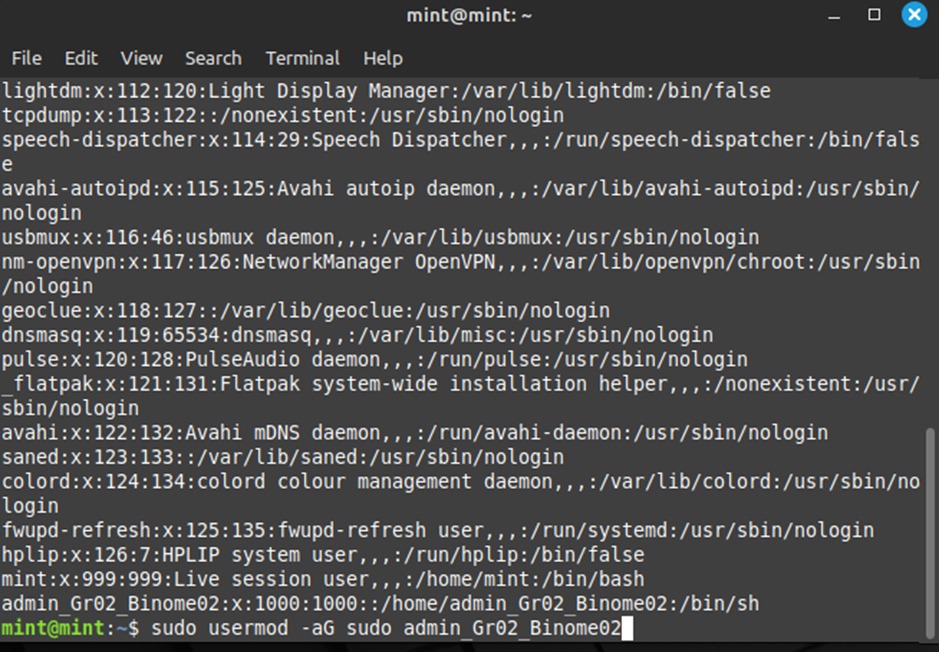 mint@mint: ~
File Edit View Search Terminal Help
lightdm:x:112:120:Light Display Manager:/var/lib/lightdm:/bin/false
tcpdump:x:113:122::/nonexistent:/usr/sbin/nologin
speech-dispatcher:x:114:29:Speech Dispatcher,,,:/run/speech-dispatcher:/bin/fals
e
avahi-autoipd:x:115:125:Avahi autoip daemon,,,:/var/lib/avahi-autoipd:/usr/sbin/
nologin
usbmux:x:116:46:usbmux daemon,,,:/var/lib/usbmux:/usr/sbin/nologin
nm-openvpn:x:117:126:NetworkManager OpenVPN,,,:/var/lib/openvpn/chroot:/usr/sbin
/nologin
geoclue:x:118:127::/var/lib/geoclue:/usr/sbin/nologin
dnsmasq:x:119:65534:dnsmasq,,,:/var/lib/misc:/usr/sbin/nologin
pulse:x:120:128:PulseAudio daemon,,,:/run/pulse:/usr/sbin/nologin
_flatpak:x:121:131:Flatpak system-wide installation helper,,,:/nonexistent:/usr/
sbin/nologin
avahi:x:122:132:Avahi mDNS daemon,,,:/run/avahi-daemon:/usr/sbin/nologin
saned:x:123:133::/var/lib/saned:/usr/sbin/nologin
colord:x:124:134:colord colour management daemon,,,:/var/lib/colord:/usr/sbin/no
login
fwupd-refresh:x:125:135:fwupd-refresh user,,,:/run/systemd:/usr/sbin/nologin
hplip:x:126:7:HPLIP system user,,,:/run/hplip:/bin/false
mint:x:999:999:Live session user,,,:/home/mint:/bin/bash
admin_Gr02_Binome02:x:1000:1000::/home/admin_Gr02_Binome02:/bin/sh
mint@mint:~$ sudo usermod -aG sudo admin_Gr02_Binome02